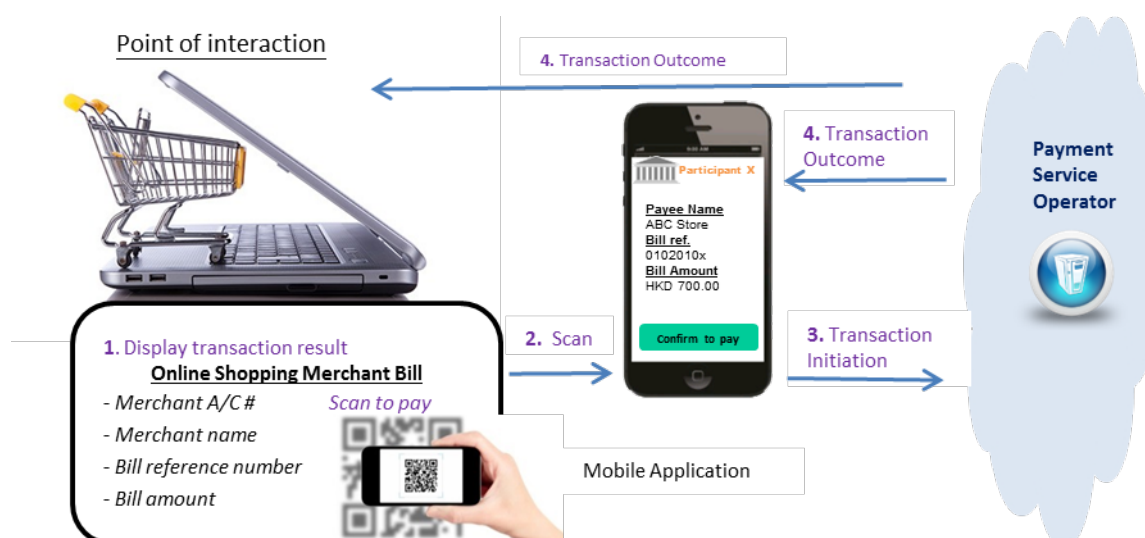 Point of interaction
4. Transaction Outcome
4. Transaction
Outcome
Payment
Service
Operator
Participant X
Payee Name
ABC Store
Bill ref.
0102010x
Bill Amount
HKD 700.00
Confirm to pay
2. Scan
3. Transaction
Initiation
1. Display transaction result
Online Shopping Merchant Bill
- Merchant A/C #
Scan to pay
- Merchant name
- Bill reference number
- Bill amount
Mobile Application